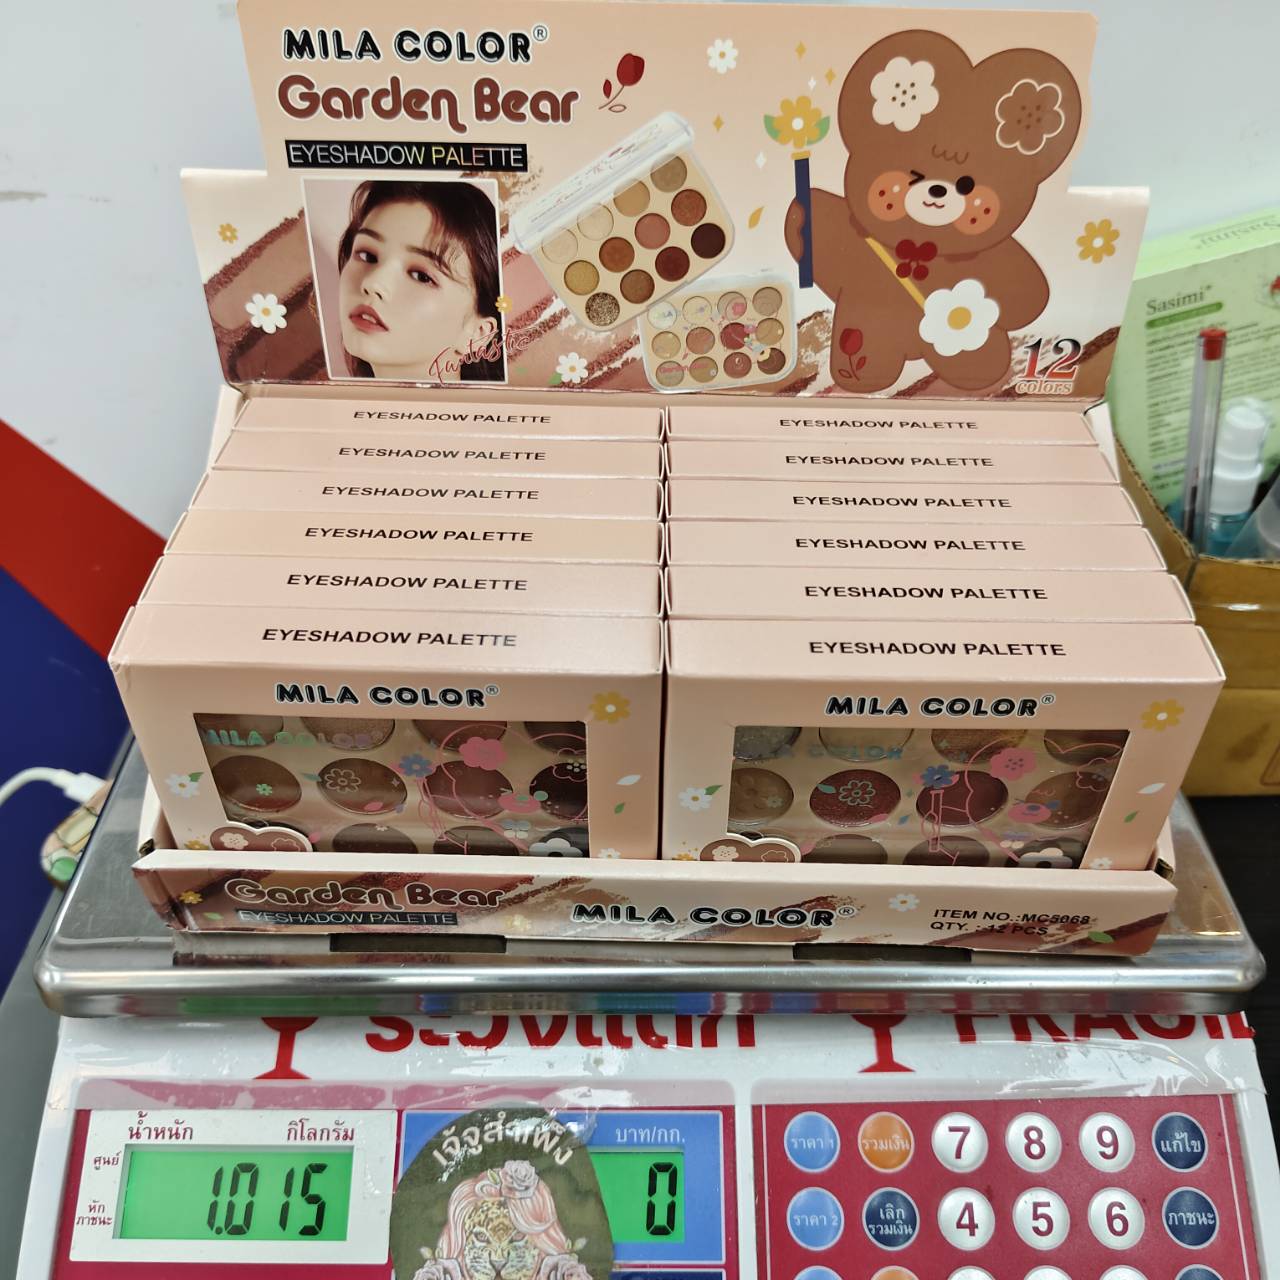 MILA COLOR®
Garden Bear
EYESHADOW PALETTE
Fantastic
12
colors
Sasimi
Sasimi
EYESHADOW PALETTE
EYESHADOW PALETTE
EYESHADOW PALETTE
EYESHADOW PALETTE
EYESHADOW PALETTE
EYESHADOW PALETTE
EYESHADOW PALETTE
EYESHADOW PALETTE
EYESHADOW PALETTE
EYESHADOW PALETTE
EYESHADOW PALETTE
EYESHADOW PALETTE
MILA COLOR®
MILA COLOR®
MILA COLOR
MILA COLOR
Garden Bear
EYESHADOW PALETTE
MILA COLOR®
ITEM NO.:MC5068
QTY. : 12 PCS
ระวังแตก
FRAGIL
น้ำหนัก
กิโลกรัม
ศูนย์
หัก
ภาชนะ
1.015
เจ้จูสำเพ็ง
บาท/กก.
0
ราคา 1
รวมเงิน
7
8
9
แก้ไข
ราคา 2
เลิก
รวมเงิน
4
5
6
ภาชนะ